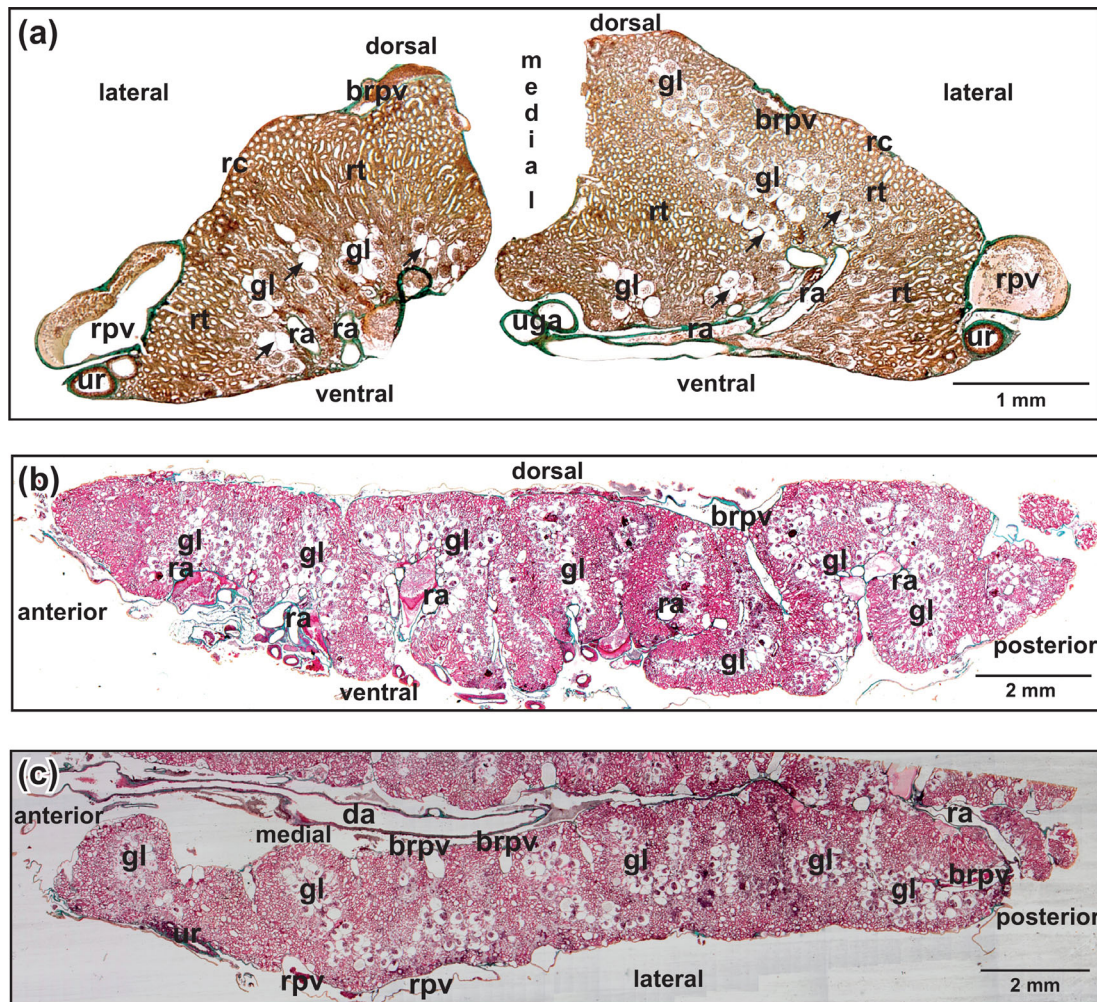 (a)
dorsal
dorsal
lateral
medial
lateral
brpv
gl
brpv
rc
rt
rc
gl
rt
rt
gl
gl
rt
gl
rt
rpv
ra
ra
uga
ra
ra
rpv
ur
ur
ventral
ventral
1 mm
(b)
dorsal
brpv
gl
gl
gl
gl
gl
ra
ra
ra
ra
ra
gl
gl
anterior
posterior
ventral
2 mm
(c)
anterior
da
ra
medial
brpv
brpv
gl
gl
gl
gl
gl
brpv
posterior
ur
rpv
rpv
lateral
2 mm